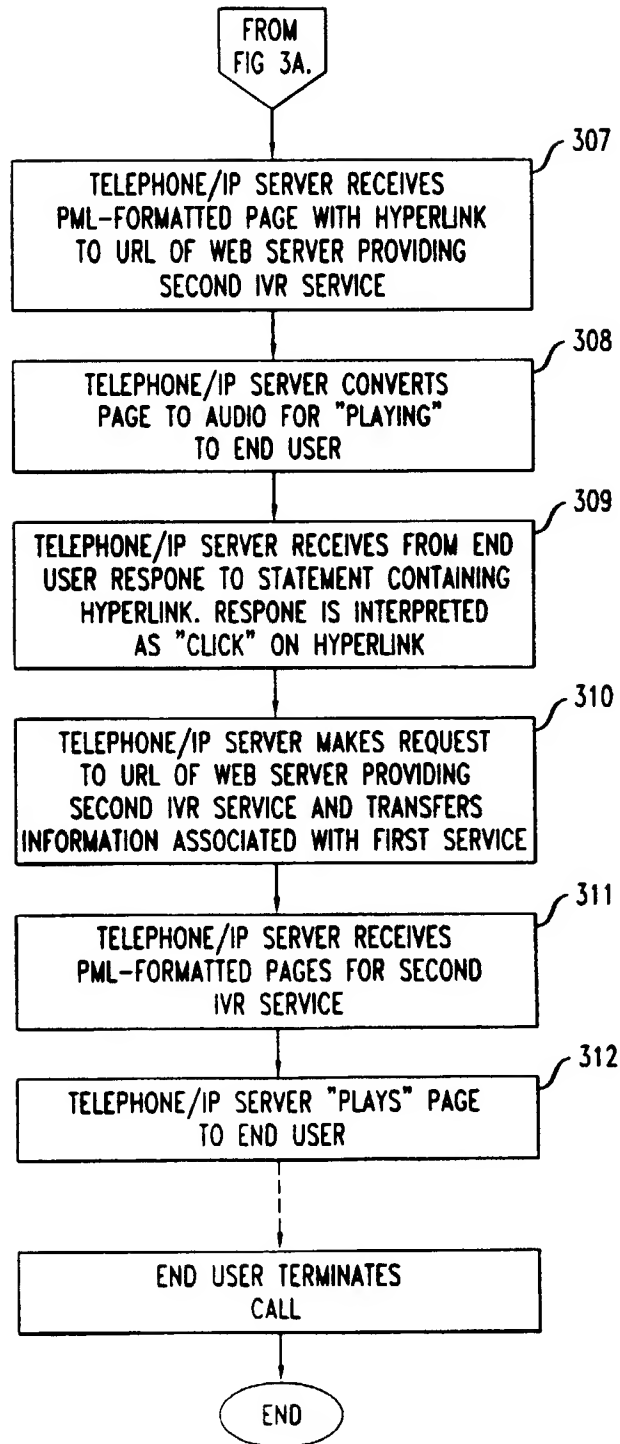 FROM
FIG 3A.
307
TELEPHONE/IP SERVER RECEIVES
PML-FORMATTED PAGE WITH HYPERLINK
TO URL OF WEB SERVER PROVIDING
SECOND IVR SERVICE
308
TELEPHONE/IP SERVER CONVERTS
PAGE TO AUDIO FOR "PLAYING"
TO END USER
309
TELEPHONE/IP SERVER RECEIVES FROM END
USER RESPONE TO STATEMENT CONTAINING
HYPERLINK. RESPONE IS INTERPRETED
AS "CLICK" ON HYPERLINK
310
TELEPHONE/IP SERVER MAKES REQUEST
TO URL OF WEB SERVER PROVIDING
SECOND IVR SERVICE AND TRANSFERS
INFORMATION ASSOCIATED WITH FIRST SERVICE
311
TELEPHONE/IP SERVER RECEIVES
PML-FORMATTED PAGES FOR SECOND
IVR SERVICE
312
TELEPHONE/IP SERVER "PLAYS" PAGE
TO END USER
END USER TERMINATES
CALL
END